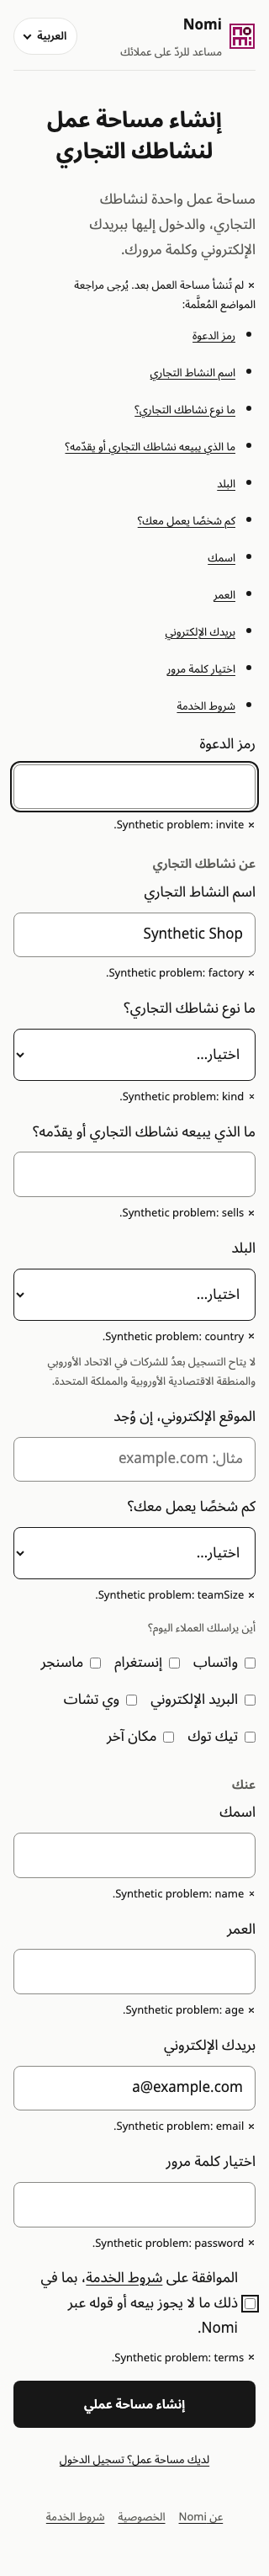 Nomi
مساعد للردّ على عملائك
العربية
إنشاء مساحة عمل
لنشاطك التجاري
مساحة عمل واحدة لنشاطك
التجاري، والدخول إليها ببريدك
الإلكتروني وكلمة مرورك.
× لم تُنشأ مساحة العمل بعد. يُرجى مراجعة
المواضع المُعلَّمة:
• رمز الدعوة
• اسم النشاط التجاري
• ما نوع نشاطك التجاري؟
• ما الذي يبيعه نشاطك التجاري أو يقدّمه؟
• البلد
• كم شخصًا يعمل معك؟
• اسمك
• العمر
• بريدك الإلكتروني
• اختيار كلمة مرور
• شروط الخدمة
رمز الدعوة
× Synthetic problem: invite.
عن نشاطك التجاري
اسم النشاط التجاري
Synthetic Shop
× Synthetic problem: factory.
ما نوع نشاطك التجاري؟
اختيار...
× Synthetic problem: kind.
ما الذي يبيعه نشاطك التجاري أو يقدّمه؟
× Synthetic problem: sells.
البلد
اختيار...
× Synthetic problem: country.
لا يتاح التسجيل بعدُ للشركات في الاتحاد الأوروبي
والمنطقة الاقتصادية الأوروبية والمملكة المتحدة.
الموقع الإلكتروني، إن وُجد
مثال: example.com
كم شخصًا يعمل معك؟
اختيار...
× Synthetic problem: teamSize.
أين يراسلك العملاء اليوم؟
واتساب إنستغرام ماسنجر
البريد الإلكتروني وي تشات
تيك توك مكان آخر
عنك
اسمك
× Synthetic problem: name.
العمر
× Synthetic problem: age.
بريدك الإلكتروني
a@example.com
× Synthetic problem: email.
اختيار كلمة مرور
× Synthetic problem: password.
الموافقة على شروط الخدمة، بما في
ذلك ما لا يجوز بيعه أو قوله عبر
Nomi.
× Synthetic problem: terms.
إنشاء مساحة عملي
لديك مساحة عمل؟ تسجيل الدخول
عن Nomi الخصوصية شروط الخدمة